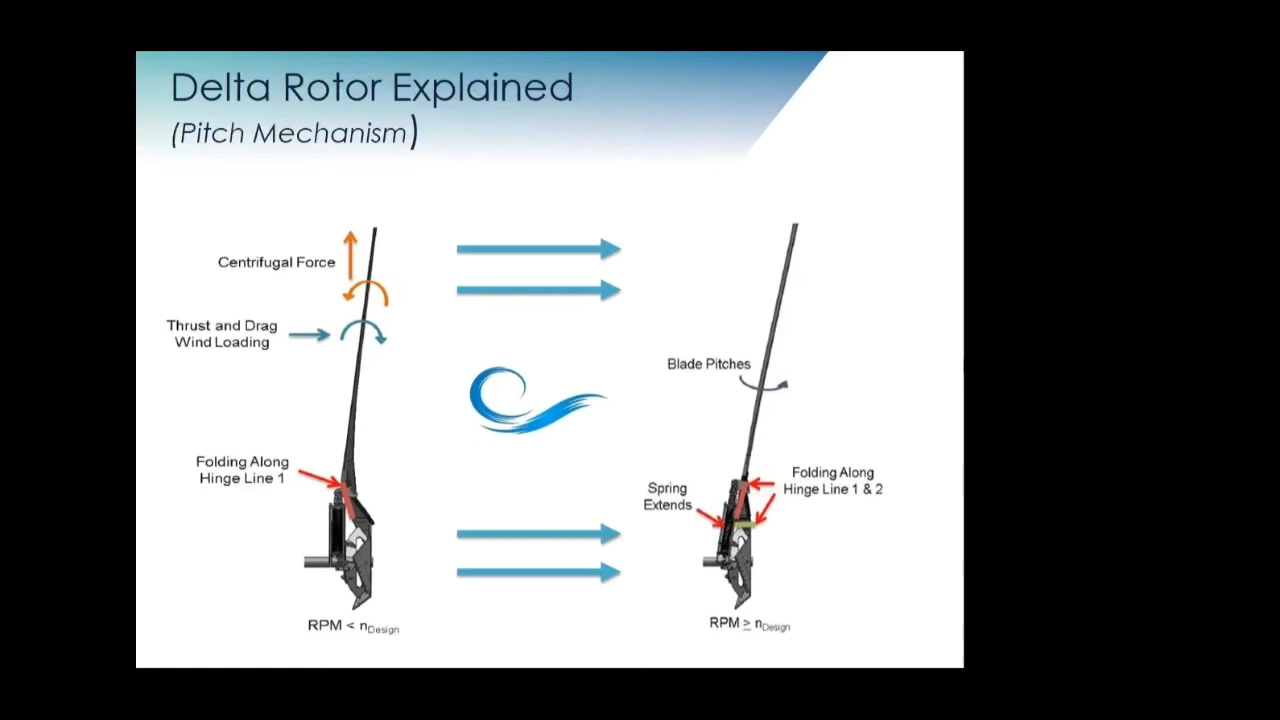 Delta Rotor Explained
(Pitch Mechanism)
Centrifugal Force
Thrust and Drag
Wind Loading
Folding Along
Hinge Line 1
RPM < nDesign
Blade Pitches
Spring
Extends
Folding Along
Hinge Line 1 & 2
RPM ≥ nDesign